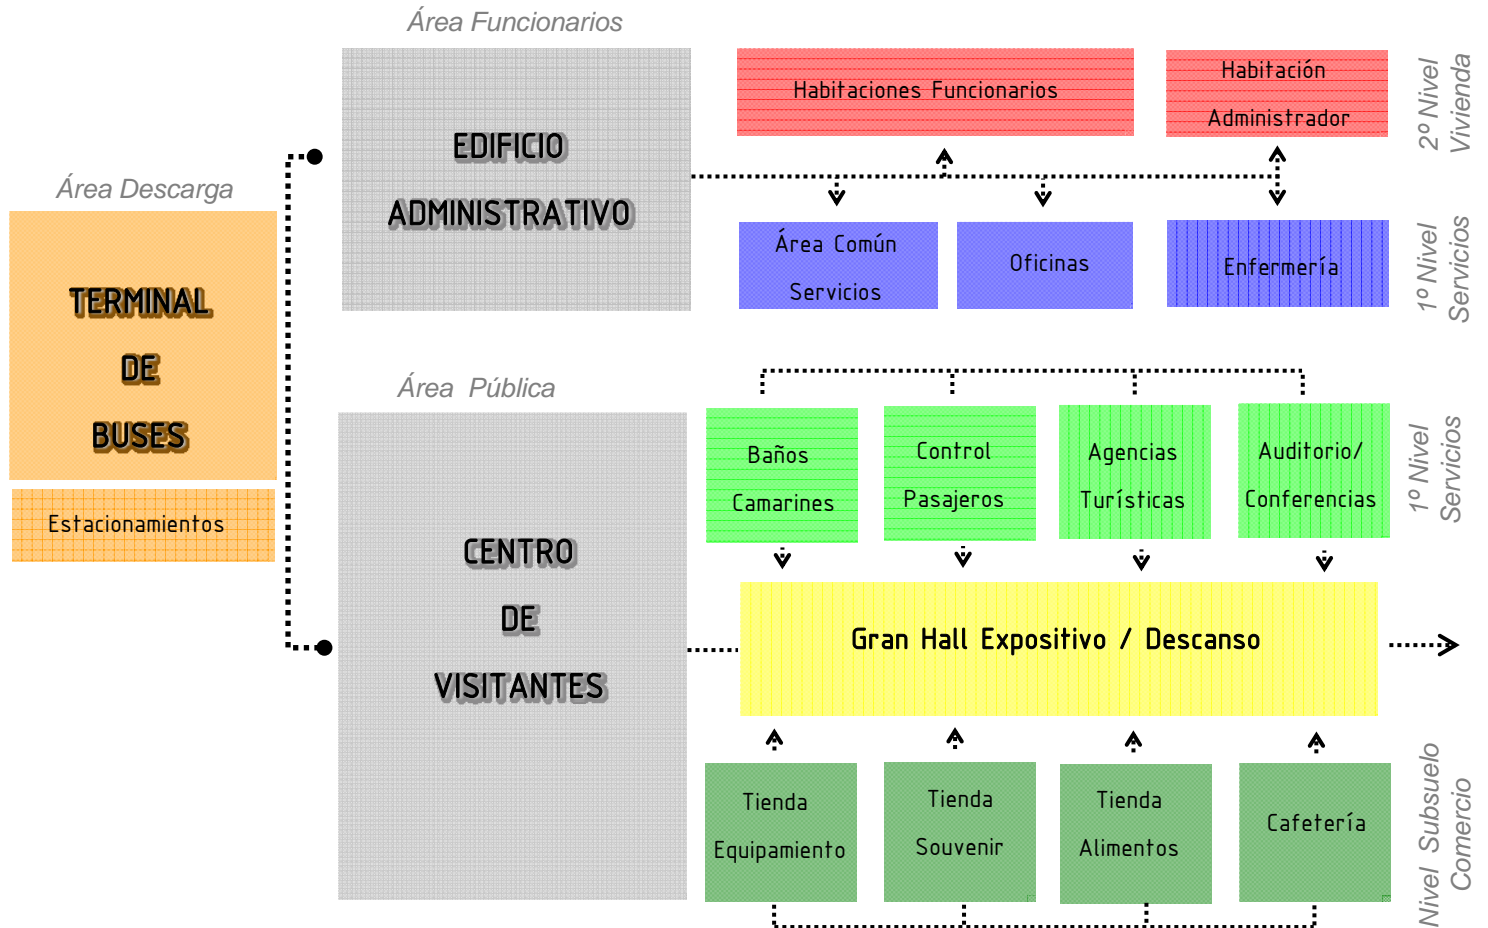 Área Funcionarios
EDIFICIO
ADMINISTRATIVO
Habitaciones Funcionarios
Habitación
Administrador
2º Nivel
Vivienda
Área Común
Servicios
Oficinas
Enfermería
1º Nivel
Servicios
Área Descarga
TERMINAL
DE
BUSES
Estacionamientos
Área Pública
CENTRO
DE
VISITANTES
Baños
Camarines
Control
Pasajeros
Agencias
Turísticas
Auditorio/
Conferencias
1º Nivel
Servicios
Gran Hall Expositivo / Descanso
Tienda
Equipamiento
Tienda
Souvenir
Tienda
Alimentos
Cafetería
Nivel Subsuelo
Comercio